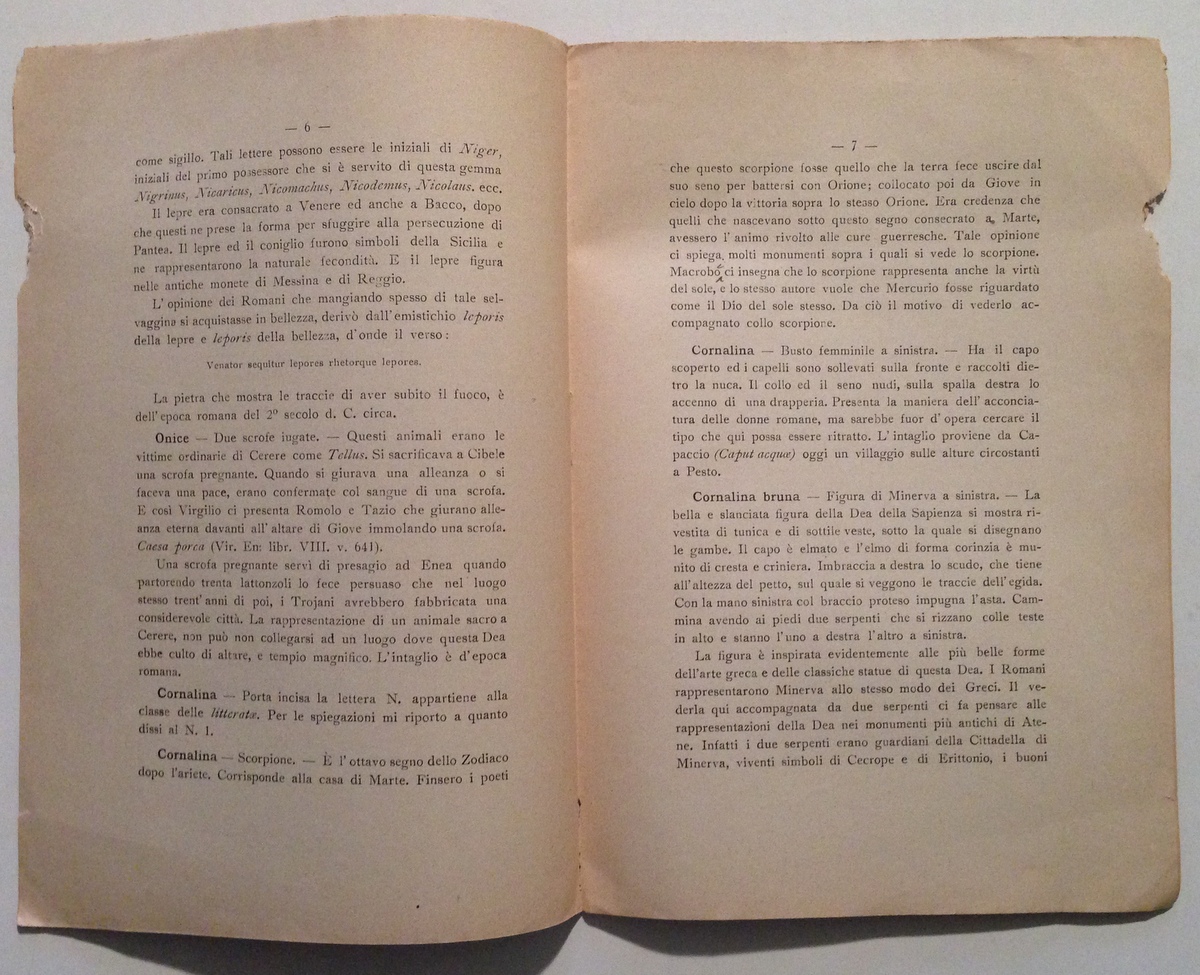 — 6 —
come sigillo. Tali lettere possono essere le iniziali di Niger,
iniziali del primo possessore che si è servito di questa gemma
Nigrinus, Nicaricus, Nicomachus, Nicodemus, Nicolaus. ecc.
Il lepre era consacrato a Venere ed anche a Bacco, dopo
che questi ne prese la forma per sfuggire alla persecuzione di
Pantea. Il lepre ed il coniglio furono simboli della Sicilia e
ne rappresentarono la naturale fecondità. E il lepre figura
nelle antiche monete di Messina e di Reggio.
L'opinione dei Romani che mangiando spesso di tale sel-
vaggina si acquistasse in bellezza, derivò dall'emistichio leporis
della lepre e leporis della bellezza, d'onde il verso:
Venator sequitur lepores rhetorque lepores.
La pietra che mostra le traccie di aver subito il fuoco, è
dell'epoca romana del 2º secolo d. C. circa.
Onice — Due scrofe iugate. — Questi animali erano le
vittime ordinarie di Cerere come Tellus. Si sacrificava a Cibele
una scrofa pregnante. Quando si giurava una alleanza o si
faceva una pace, erano confermate col sangue di una scrofa.
E così Virgilio ci presenta Romolo e Tazio che giurano alle-
anza eterna davanti all'altare di Giove immolando una scrofa.
Caesa porca (Vir. En: libr. VIII. v. 641).
Una scrofa pregnante servì di presagio ad Enea quando
partorendo trenta lattonzoli lo fece persuaso che nel luogo
stesso trent'anni di poi, i Trojani avrebbero fabbricata una
considerevole città. La rappresentazione di un animale sacro a
Cerere, non può non collegarsi ad un luogo dove questa Dea
ebbe culto di altare, e tempio magnifico. L'intaglio è d'epoca
romana.
Cornalina — Porta incisa la lettera N. appartiene alla
classe delle litteratæ. Per le spiegazioni mi riporto a quanto
dissi al N. 1.
Cornalina — Scorpione. — È l'ottavo segno dello Zodiaco
dopo l'ariete. Corrisponde alla casa di Marte. Finsero i poeti
— 7 —
che questo scorpione fosse quello che la terra fece uscire dal
suo seno per battersi con Orione; collocato poi da Giove in
cielo dopo la vittoria sopra lo stesso Orione. Era credenza che
quelli che nascevano sotto questo segno consecrato a Marte,
avessero l'animo rivolto alle cure guerresche. Tale opinione
ci spiega molti monumenti sopra i quali si vede lo scorpione.
Macrobo ci insegna che lo scorpione rappresenta anche la virtù
del sole, e lo stesso autore vuole che Mercurio fosse riguardato
come il Dio del sole stesso. Da ciò il motivo di vederlo ac-
compagnato collo scorpione.
Cornalina — Busto femminile a sinistra. — Ha il capo
scoperto ed i capelli sono sollevati sulla fronte e raccolti die-
tro la nuca. Il collo ed il seno nudi, sulla spalla destra lo
accenno di una drapperia. Presenta la maniera dell'acconcia-
tura delle donne romane, ma sarebbe fuor d'opera cercare il
tipo che qui possa essere ritratto. L'intaglio proviene da Ca-
paccio (Caput acquæ) oggi un villaggio sulle alture circostanti
a Pesto.
Cornalina bruna — Figura di Minerva a sinistra. — La
bella e slanciata figura della Dea della Sapienza si mostra ri-
vestita di tunica e di sottile veste, sotto la quale si disegnano
le gambe. Il capo è elmato e l'elmo di forma corinzia è mu-
nito di cresta e criniera. Imbraccia a destra lo scudo, che tiene
all'altezza del petto, sul quale si veggono le traccie dell'egida.
Con la mano sinistra col braccio proteso impugna l'asta. Cam-
mina avendo ai piedi due serpenti che si rizzano colle teste
in alto e stanno l'uno a destra l'altro a sinistra.
La figura è inspirata evidentemente alle più belle forme
dell'arte greca e delle classiche statue di questa Dea. I Romani
rappresentarono Minerva allo stesso modo dei Greci. Il ve-
derla qui accompagnata da due serpenti ci fa pensare alle
rappresentazioni della Dea nei monumenti più antichi di Ate-
ne. Infatti i due serpenti erano guardiani della Cittadella di
Minerva, viventi simboli di Cecrope e di Erittonio, i buoni